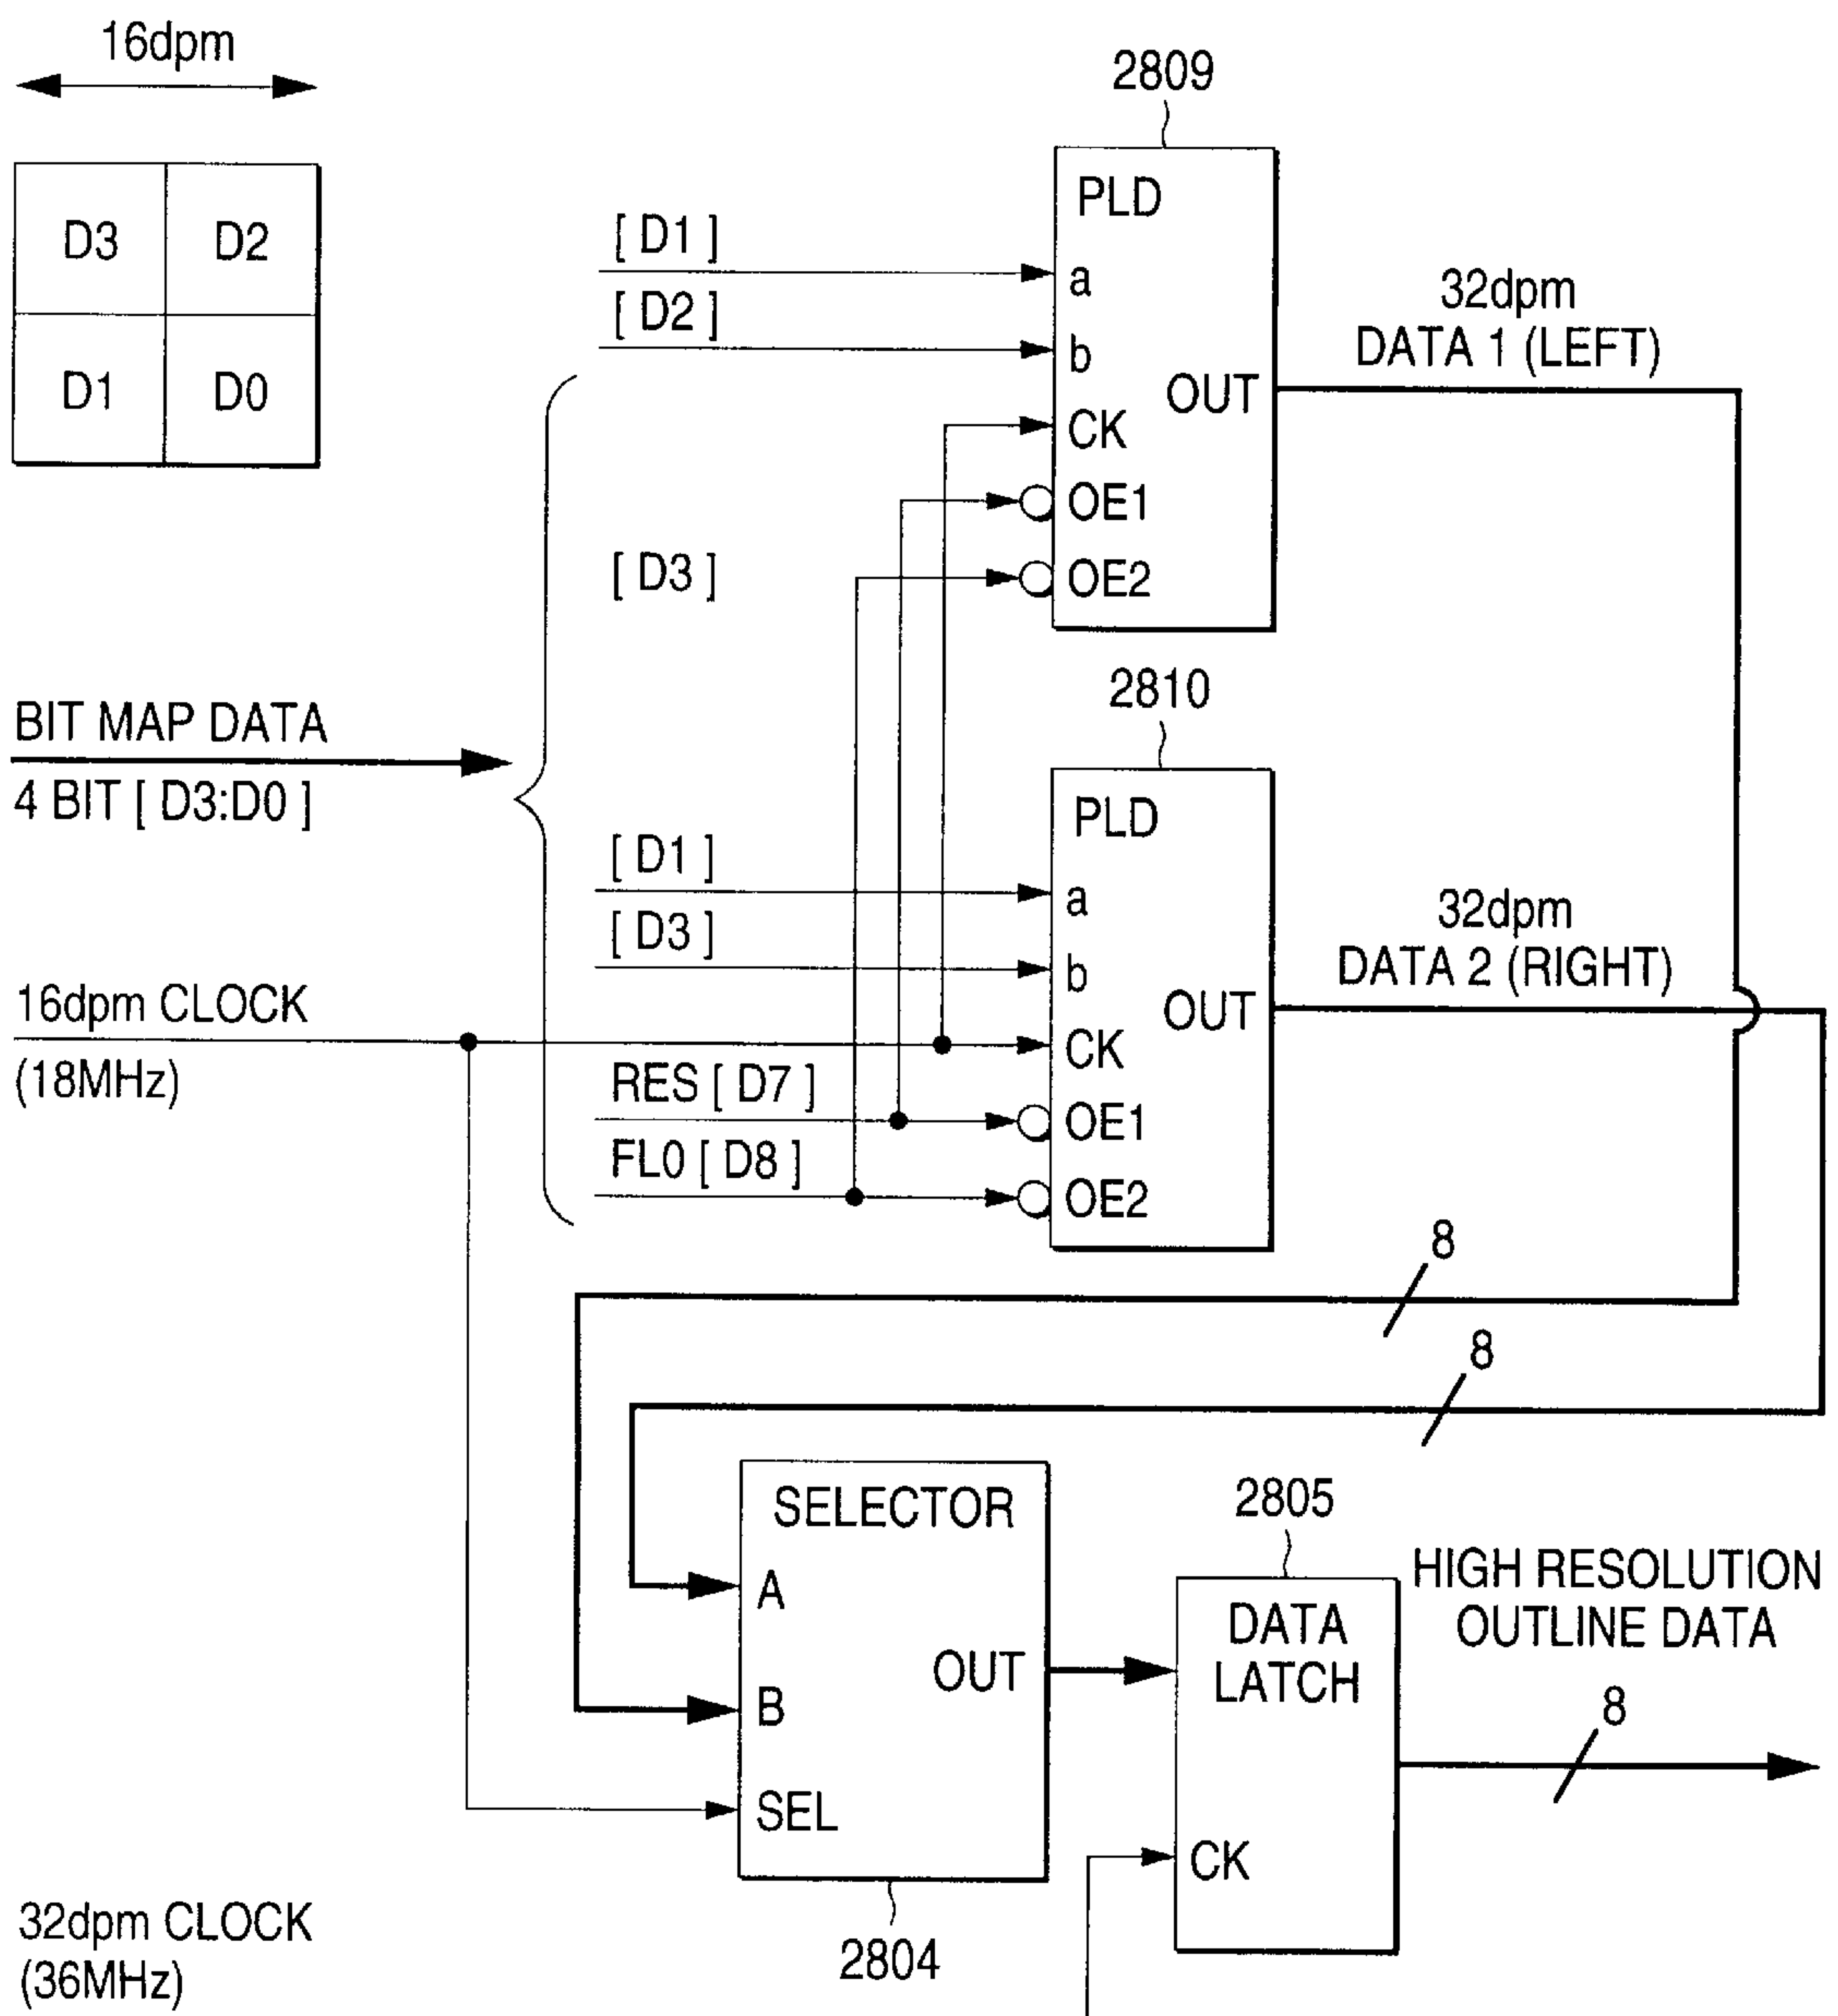 16dpm
D3 D2
D1 D0
2809
PLD
[ D1 ]
a
[ D2 ]
b
CK
OUT
OE1
[ D3 ]
OE2
32dpm
DATA 1 (LEFT)
BIT MAP DATA
4 BIT [ D3:D0 ]
2810
PLD
[ D1 ]
a
[ D3 ]
b
OUT
32dpm
DATA 2 (RIGHT)
16dpm CLOCK
(18MHz)
CK
RES [ D7 ]
OE1
FL0 [ D8 ]
OE2
8
8
SELECTOR
A
B
OUT
SEL
2804
2805
DATA
LATCH
CK
HIGH RESOLUTION
OUTLINE DATA
8
32dpm CLOCK
(36MHz)